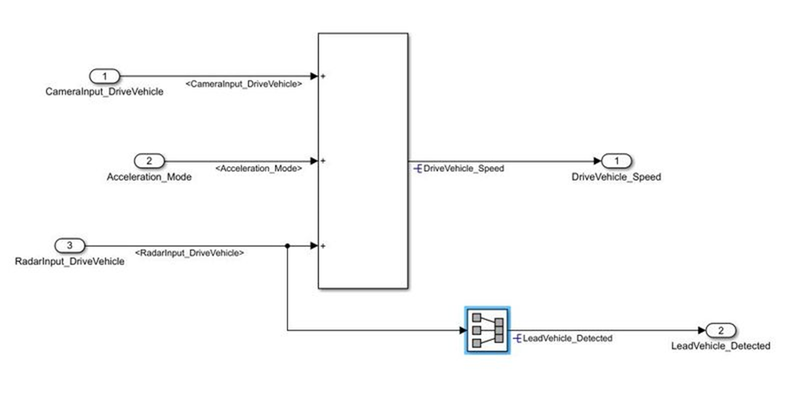 1
CameraInput_DriveVehicle
<CameraInput_DriveVehicle>
+
2
Acceleration_Mode
<Acceleration_Mode>
+
DriveVehicle_Speed
1
DriveVehicle_Speed
3
RadarInput_DriveVehicle
<RadarInput_DriveVehicle>
+
LeadVehicle_Detected
2
LeadVehicle_Detected